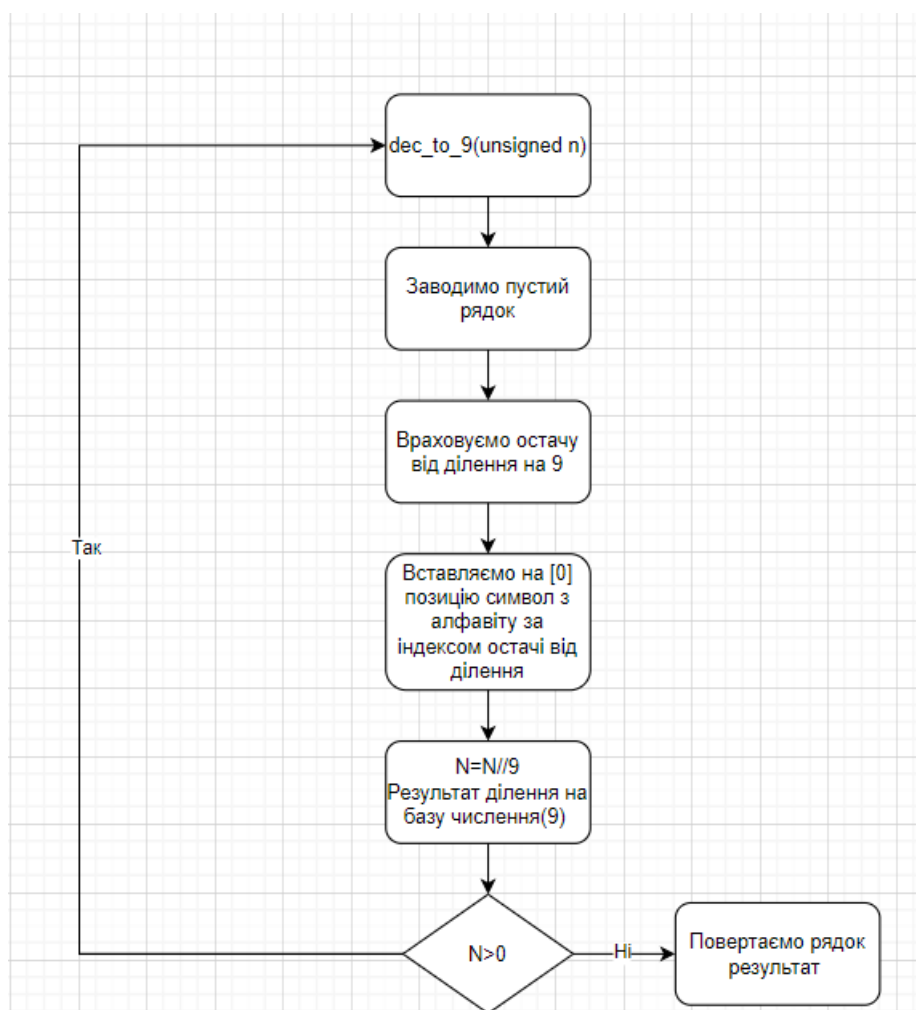 dec_to_9(unsigned n)
Заводимо пустий
рядок
Враховуємо остачу
від ділення на 9
Так
Вставляємо на [0]
позицію символ з
алфавіту за
індексом остачі від
ділення
N=N//9
Результат ділення на
базу числення(9)
N>0
Ні
Повертаємо рядок
результат